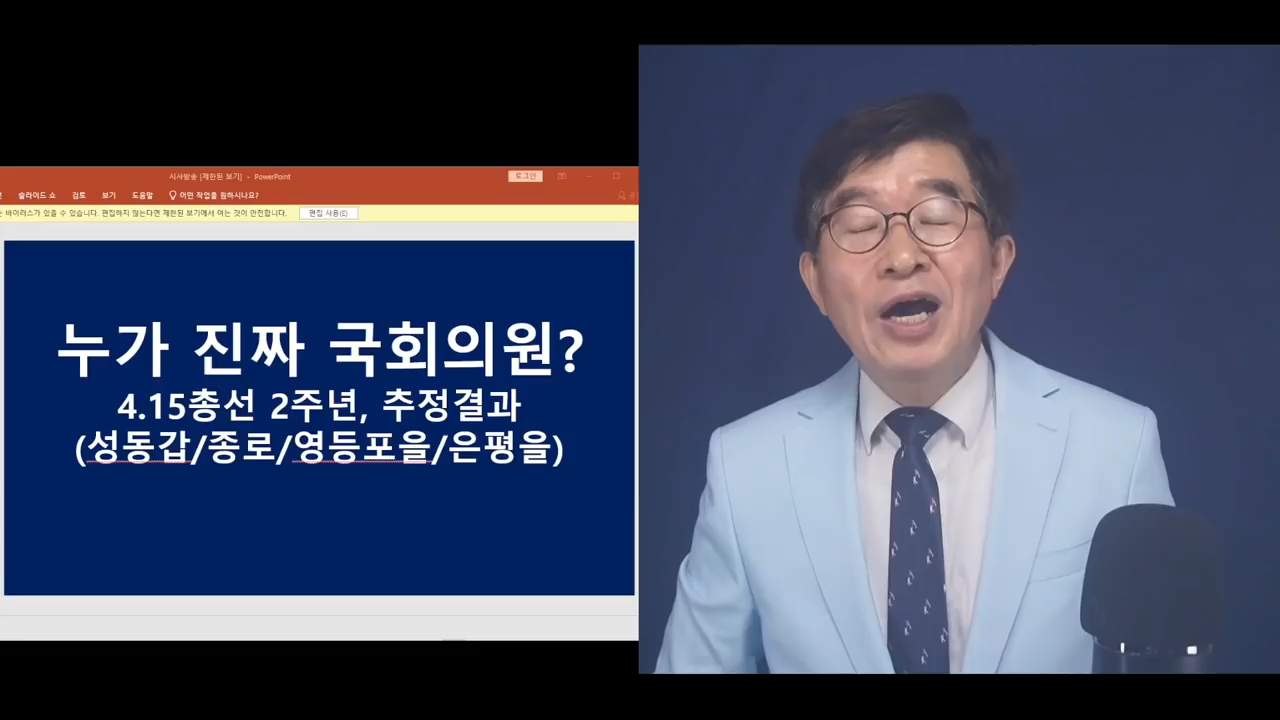 시사방송 [제한된 보기] - PowerPoint
로그인
슬라이드 쇼 검토 보기 도움말 어떤 작업을 원하시나요?
바이러스가 있을 수 있습니다. 편집하지 않는다면 제한된 보기에서 여는 것이 안전합니다. 편집 사용(E)
누가 진짜 국회의원?
4.15총선 2주년, 추정결과
(성동갑/종로/영등포을/은평을)